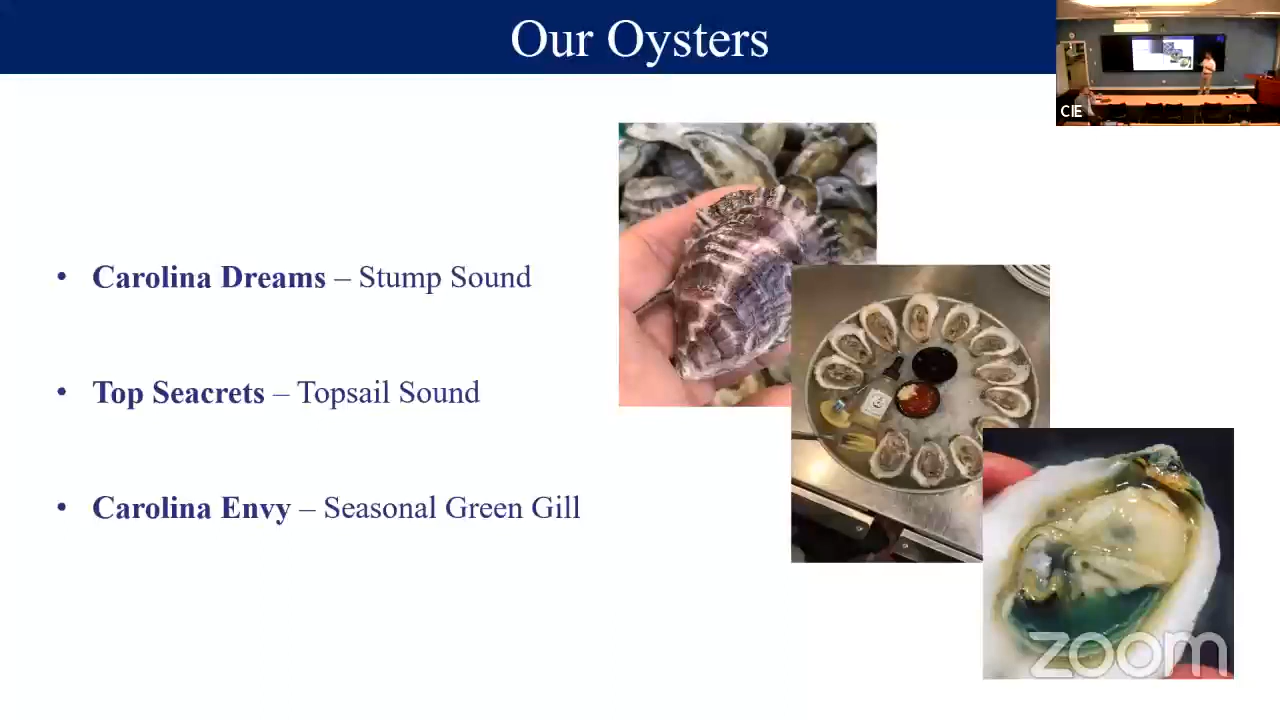 Our Oysters
CIE
• Carolina Dreams – Stump Sound
• Top Seacrets – Topsail Sound
• Carolina Envy – Seasonal Green Gill
zoom